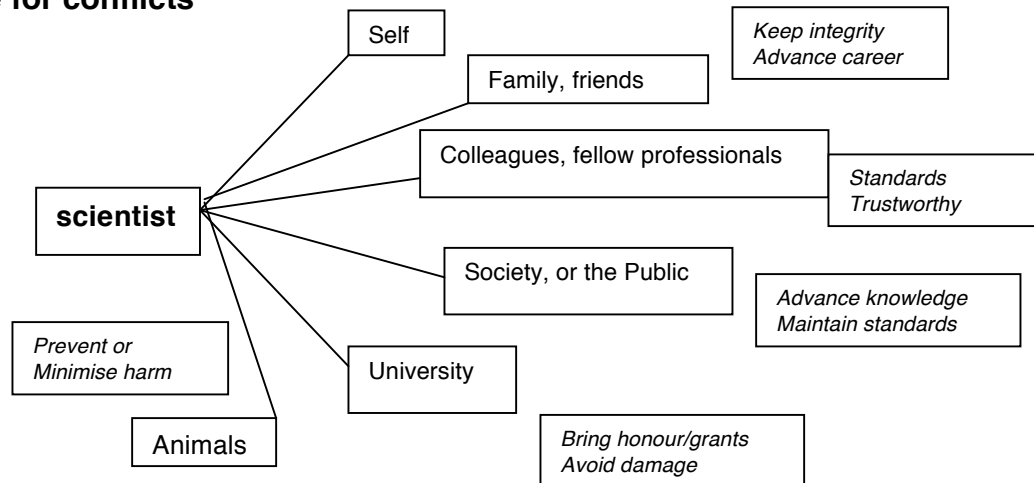 for conflicts
Self
Keep integrity
Advance career
Family, friends
Colleagues, fellow professionals
Standards
Trustworthy
scientist
Society, or the Public
Advance knowledge
Maintain standards
Prevent or
Minimise harm
University
Animals
Bring honour/grants
Avoid damage